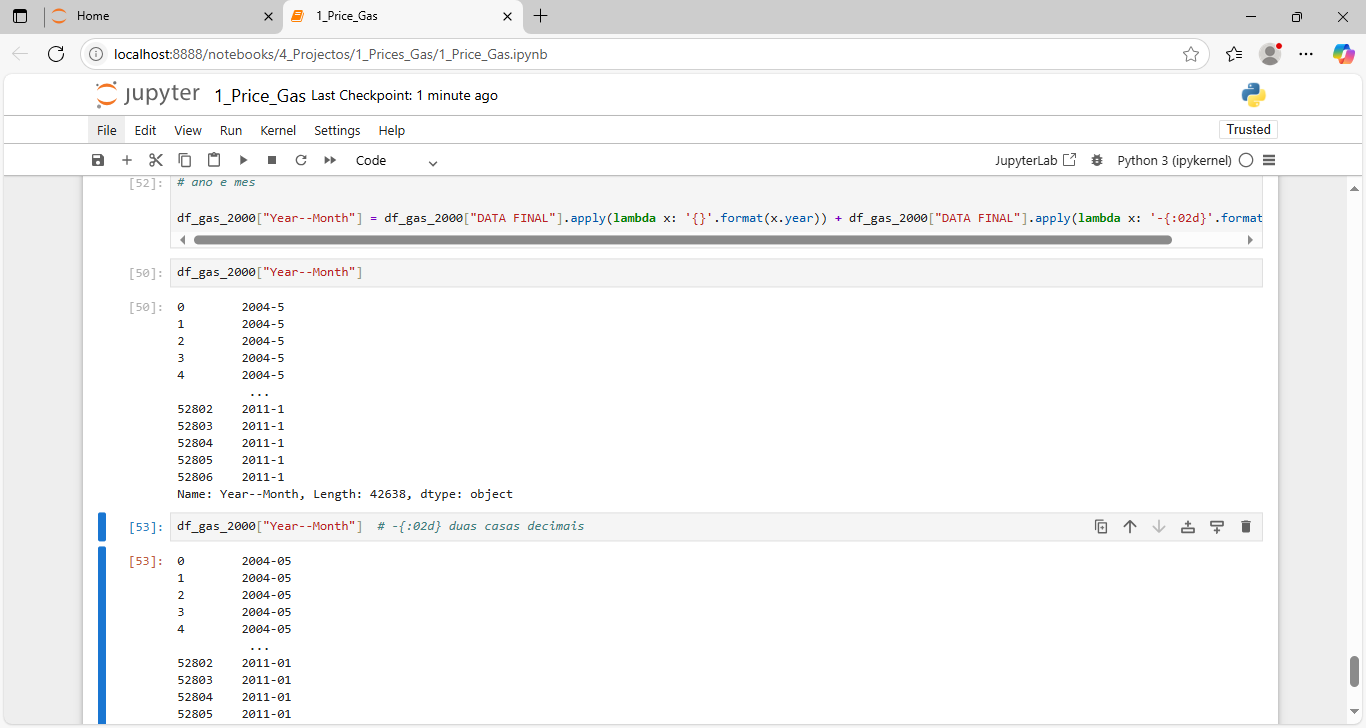 Home
1_Price_Gas
localhost:8888/notebooks/4_Projectos/1_Prices_Gas/1_Price_Gas.ipynb
jupyter 1_Price_Gas Last Checkpoint: 1 minute ago
File Edit View Run Kernel Settings Help
Trusted
Code
JupyterLab Python 3 (ipykernel)
[52]: # ano e mes
df_gas_2000["Year--Month"] = df_gas_2000["DATA FINAL"].apply(lambda x: '{}'.format(x.year)) + df_gas_2000["DATA FINAL"].apply(lambda x: '-{:02d}'.format
[50]: df_gas_2000["Year--Month"]
[50]: 0 2004-5
1 2004-5
2 2004-5
3 2004-5
4 2004-5
...
52802 2011-1
52803 2011-1
52804 2011-1
52805 2011-1
52806 2011-1
Name: Year--Month, Length: 42638, dtype: object
[53]: df_gas_2000["Year--Month"] # -{:02d} duas casas decimais
[53]: 0 2004-05
1 2004-05
2 2004-05
3 2004-05
4 2004-05
...
52802 2011-01
52803 2011-01
52804 2011-01
52805 2011-01